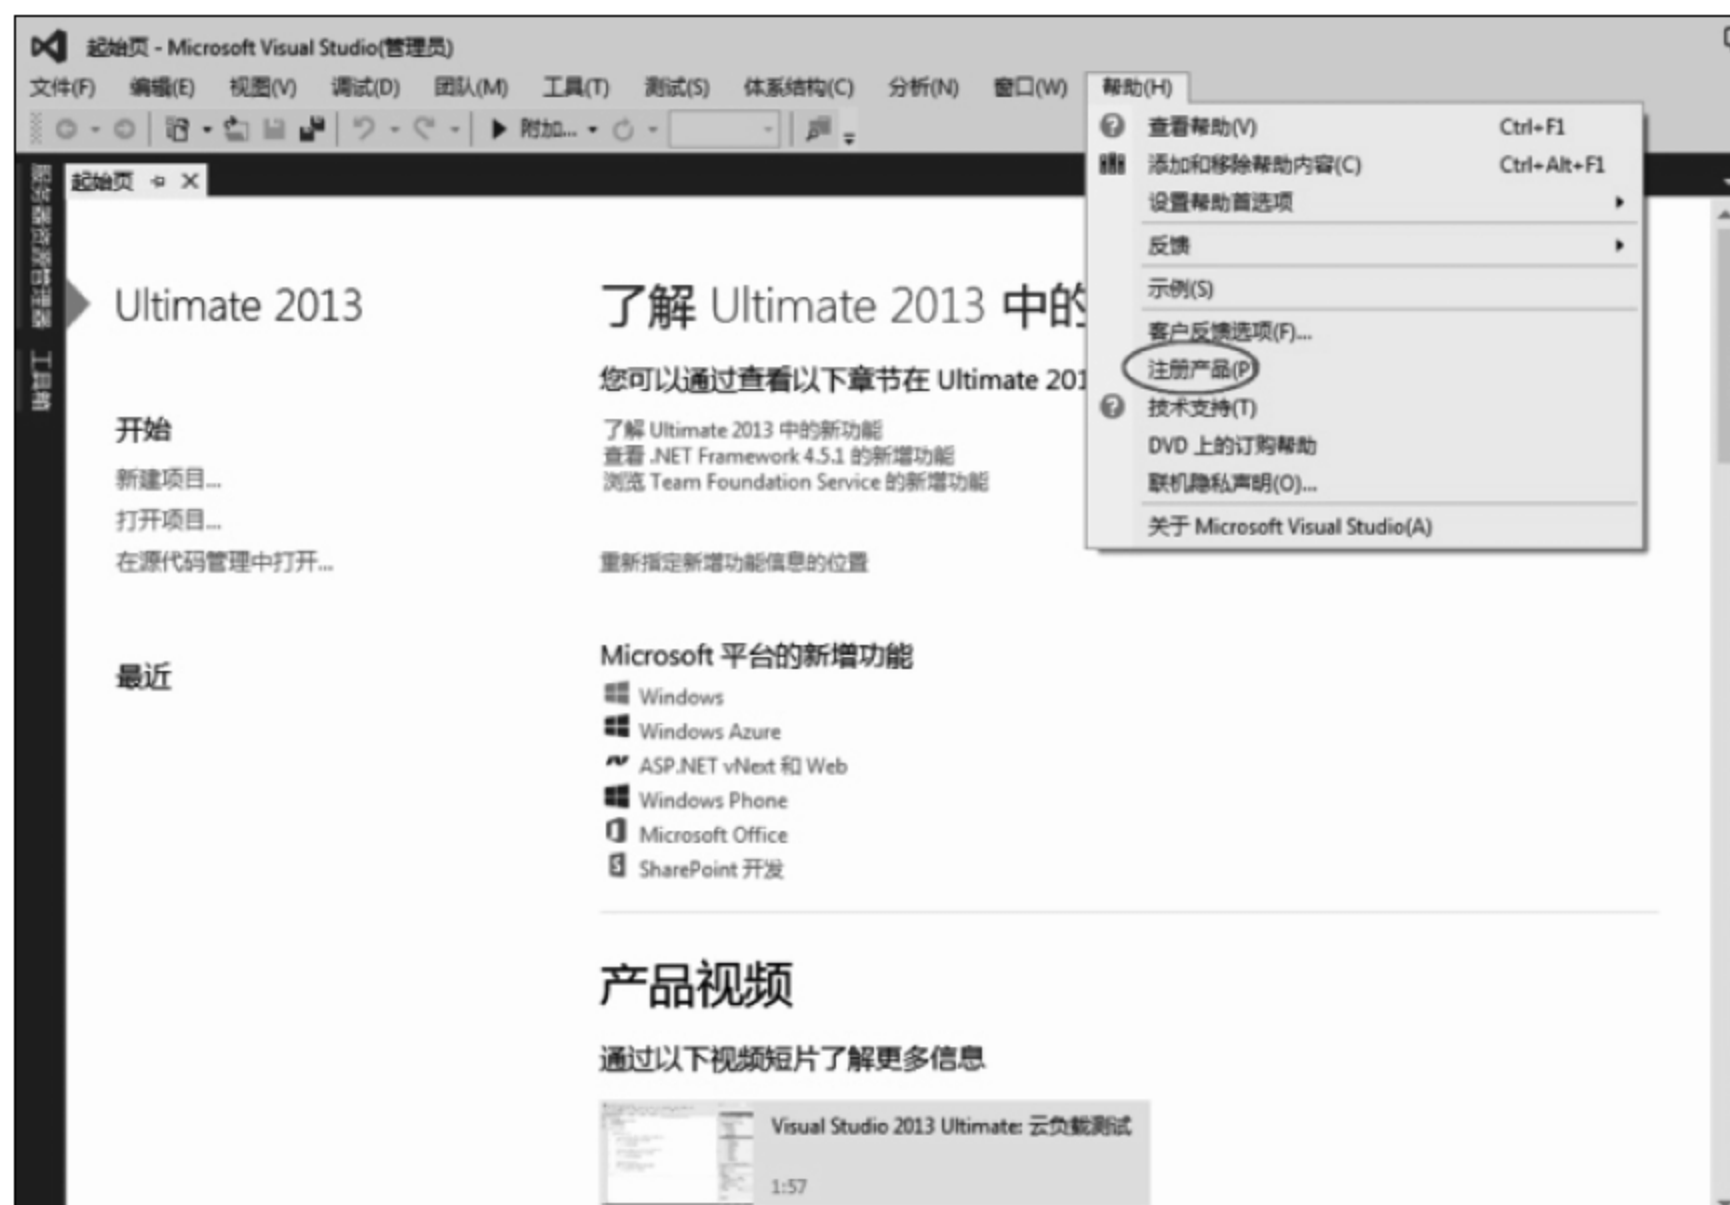 起始页 - Microsoft Visual Studio(管理员)
文件(F) 编辑(E) 视图(V) 调试(D) 团队(M) 工具(T) 测试(S) 体系结构(C) 分析(N) 窗口(W) 帮助(H)
附加...
查看帮助(V) Ctrl+F1
添加和移除帮助内容(C) Ctrl+Alt+F1
设置帮助首选项
反馈
示例(S)
客户反馈选项(F)...
注册产品(P)
技术支持(T)
DVD 上的订购帮助
联机隐私声明(O)...
关于 Microsoft Visual Studio(A)
服务器资源管理器
工具箱
起始页
Ultimate 2013
开始
新建项目...
打开项目...
在源代码管理中打开...
最近
了解 Ultimate 2013 中的
您可以通过查看以下章节在 Ultimate 201
了解 Ultimate 2013 中的新功能
查看 .NET Framework 4.5.1 的新增功能
浏览 Team Foundation Service 的新增功能
重新指定新增功能信息的位置
Microsoft 平台的新增功能
Windows
Windows Azure
ASP.NET vNext 和 Web
Windows Phone
Microsoft Office
SharePoint 开发
产品视频
通过以下视频短片了解更多信息
Visual Studio 2013 Ultimate: 云负载测试
1:57